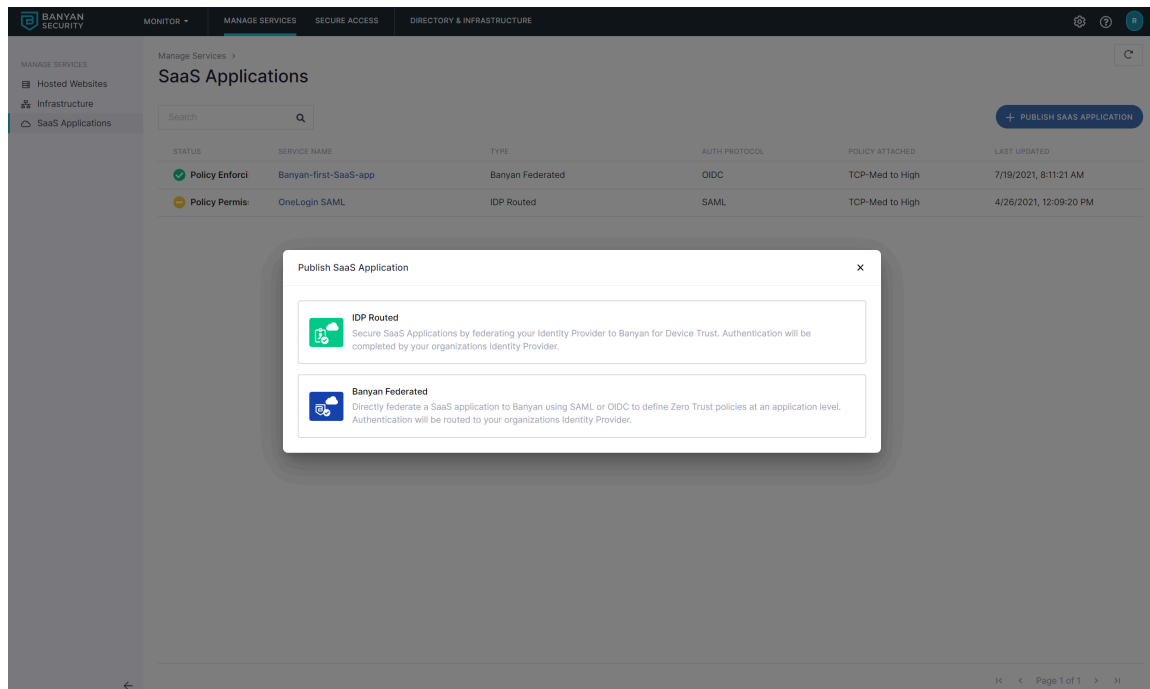 BANYAN
SECURITY
MONITOR
MANAGE SERVICES
SECURE ACCESS
DIRECTORY & INFRASTRUCTURE
R
MANAGE SERVICES
Hosted Websites
Infrastructure
SaaS Applications
Manage Services >
SaaS Applications
Search
+ PUBLISH SAAS APPLICATION
STATUS SERVICE NAME TYPE AUTH PROTOCOL POLICY ATTACHED LAST UPDATED
Policy Enforci Banyan-first-SaaS-app Banyan Federated OIDC TCP-Med to High 7/19/2021, 8:11:21 AM
Policy Permis OneLogin SAML IDP Routed SAML TCP-Med to High 4/26/2021, 12:09:20 PM
Publish SaaS Application
IDP Routed
Secure SaaS Applications by federating your Identity Provider to Banyan for Device Trust. Authentication will be
completed by your organizations Identity Provider.
Banyan Federated
Directly federate a SaaS application to Banyan using SAML or OIDC to define Zero Trust policies at an application level.
Authentication will be routed to your organizations Identity Provider.
Page 1 of 1